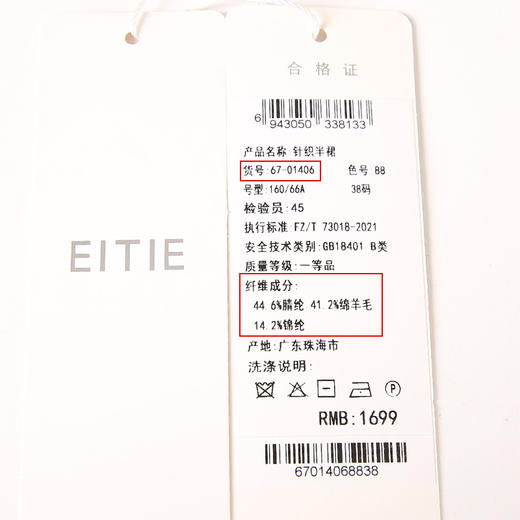 EITIE
合格证
6 943050 338133
产品名称:针织半裙
货号:67-01406 色号 88
号型:160/66A 38码
检验员:45
执行标准:FZ/T 73018-2021
安全技术类别:GB18401 B类
质量等级:一等品
纤维成分:
44.6%腈纶 41.2%绵羊毛
14.2%锦纶
产地:广东珠海市
洗涤说明:
P
RMB:1699
67014068838